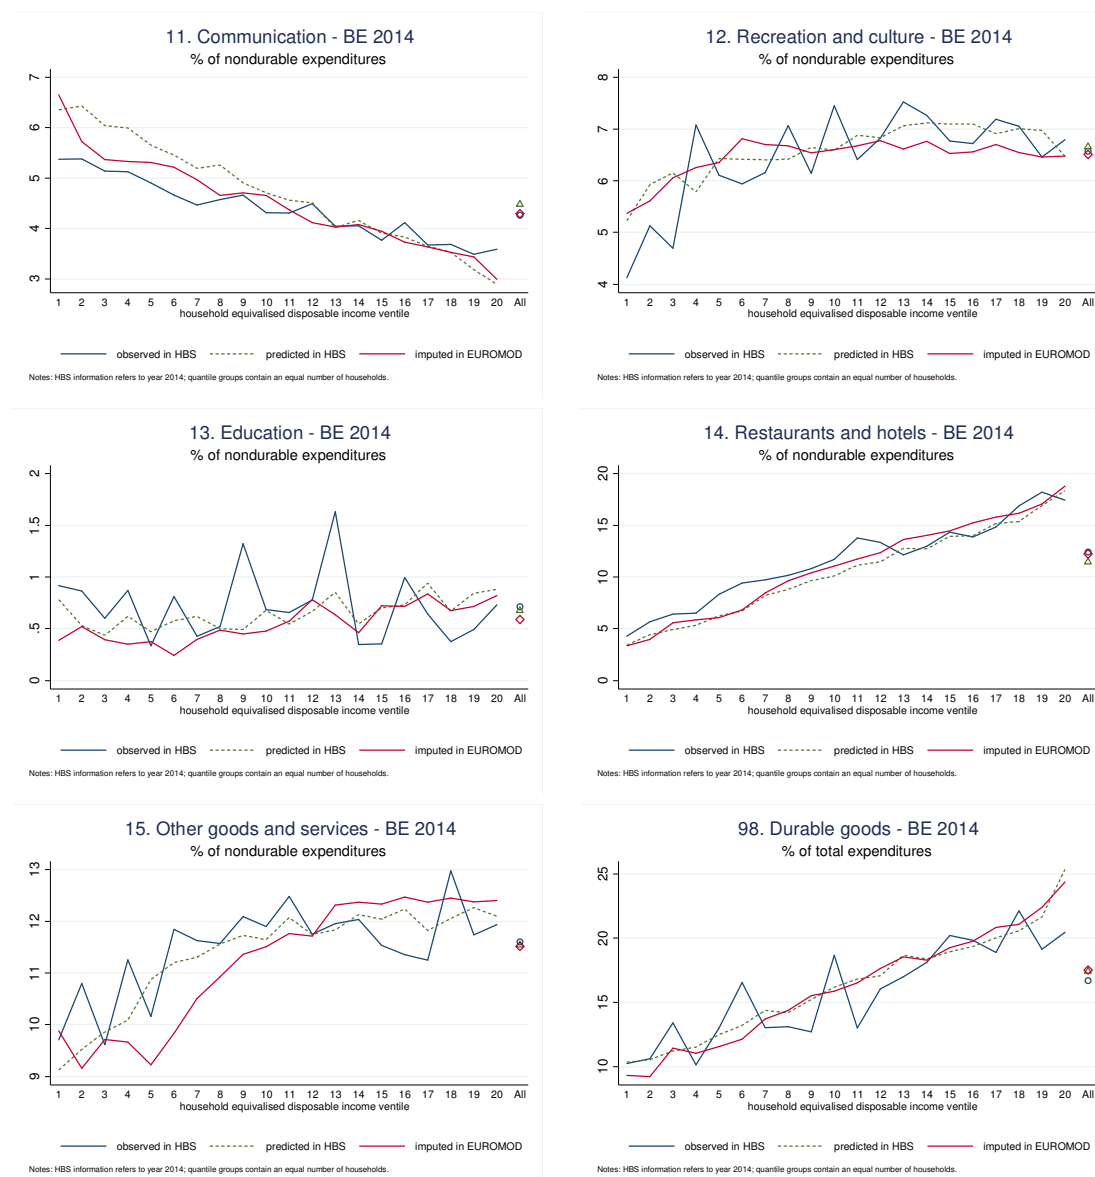 11. Communication - BE 2014
% of nondurable expenditures
7
6
5
4
3
1 2 3 4 5 6 7 8 9 10 11 12 13 14 15 16 17 18 19 20 All
household equivalised disposable income ventile
observed in HBS predicted in HBS imputed in EUROMOD
Notes: HBS information refers to year 2014; quantile groups contain an equal number of households.
12. Recreation and culture - BE 2014
% of nondurable expenditures
8
7
6
5
4
1 2 3 4 5 6 7 8 9 10 11 12 13 14 15 16 17 18 19 20 All
household equivalised disposable income ventile
observed in HBS predicted in HBS imputed in EUROMOD
Notes: HBS information refers to year 2014; quantile groups contain an equal number of households.
13. Education - BE 2014
% of nondurable expenditures
2
1.5
1
.5
0
1 2 3 4 5 6 7 8 9 10 11 12 13 14 15 16 17 18 19 20 All
household equivalised disposable income ventile
observed in HBS predicted in HBS imputed in EUROMOD
Notes: HBS information refers to year 2014; quantile groups contain an equal number of households.
14. Restaurants and hotels - BE 2014
% of nondurable expenditures
20
15
10
5
0
1 2 3 4 5 6 7 8 9 10 11 12 13 14 15 16 17 18 19 20 All
household equivalised disposable income ventile
observed in HBS predicted in HBS imputed in EUROMOD
Notes: HBS information refers to year 2014; quantile groups contain an equal number of households.
15. Other goods and services - BE 2014
% of nondurable expenditures
13
12
11
10
9
1 2 3 4 5 6 7 8 9 10 11 12 13 14 15 16 17 18 19 20 All
household equivalised disposable income ventile
observed in HBS predicted in HBS imputed in EUROMOD
Notes: HBS information refers to year 2014; quantile groups contain an equal number of households.
98. Durable goods - BE 2014
% of total expenditures
25
20
15
10
1 2 3 4 5 6 7 8 9 10 11 12 13 14 15 16 17 18 19 20 All
household equivalised disposable income ventile
observed in HBS predicted in HBS imputed in EUROMOD
Notes: HBS information refers to year 2014; quantile groups contain an equal number of households.